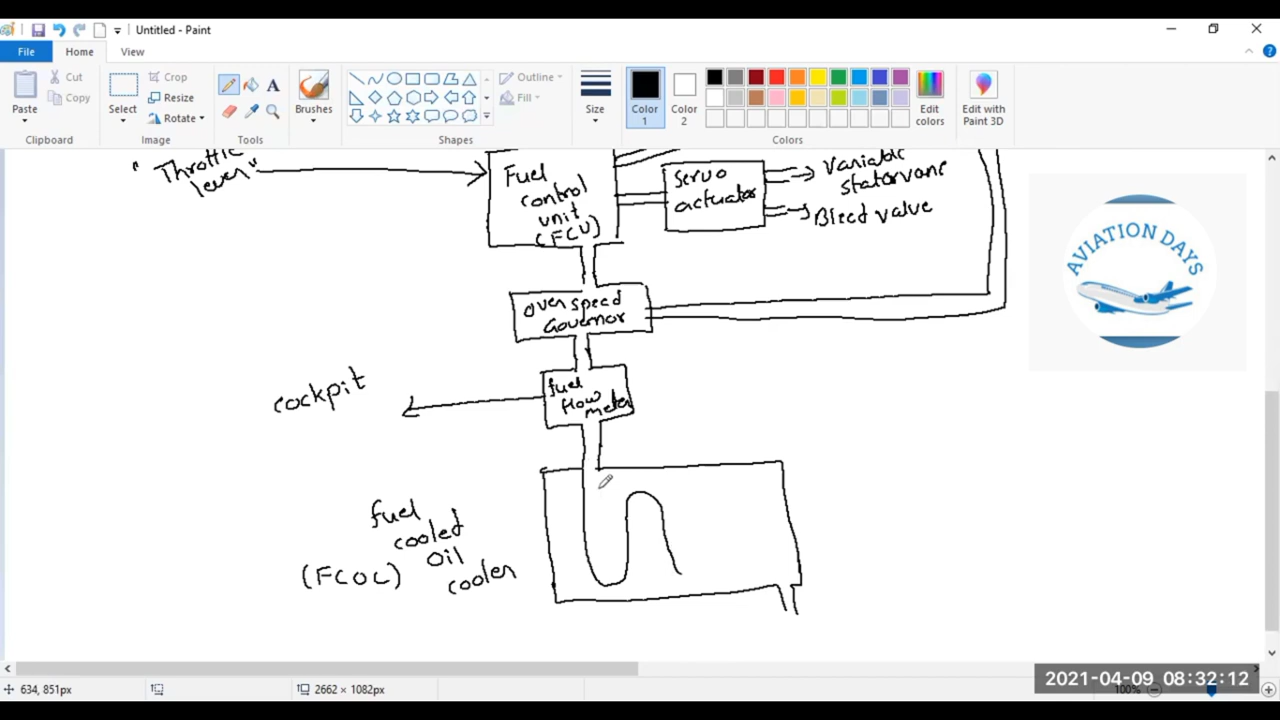 Untitled - Paint
File
Home
View
Paste
Cut
Copy
Clipboard
Select
Crop
Resize
Rotate
Image
Tools
Brushes
Shapes
Outline
Fill
Size
Color 1
Color 2
Edit colors
Colors
Edit with Paint 3D
"Throttle
lever"
Fuel
control
unit
(FCU)
Servo
actuator
Variable
statorvane
Bleed valve
AVIATION DAYS
over speed
Governor
fuel
flow
meter
cockpit
fuel
cooled
oil
cooler
(FCOC)
634, 851px
2662 × 1082px
2021-04-09 08:32:12
100%